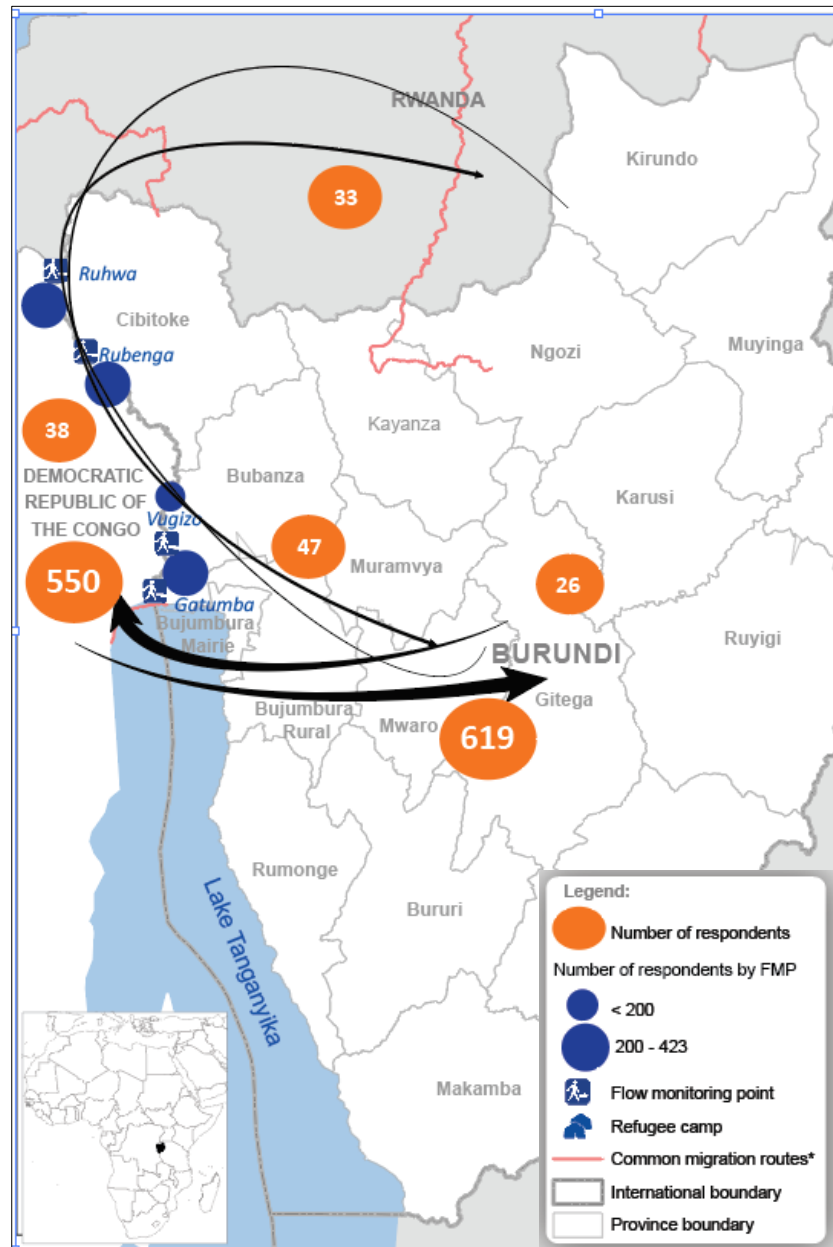 RWANDA
Kirundo
33
Ruhwa
Cibitoke
Rubenga
Ngozi
Muyinga
Kayanza
38
DEMOCRATIC
REPUBLIC OF
THE CONGO
Bubanza
Karusi
Vugizo
47
Muramvya
550
26
Gatumba
Bujumbura
Mairie
Ruyigi
BURUNDI
Gitega
Bujumbura
Rural
Mwaro
619
Rumonge
Bururi
Lake Tanganyika
Makamba
Legend:
Number of respondents
Number of respondents by FMP
< 200
200 - 423
Flow monitoring point
Refugee camp
Common migration routes*
International boundary
Province boundary